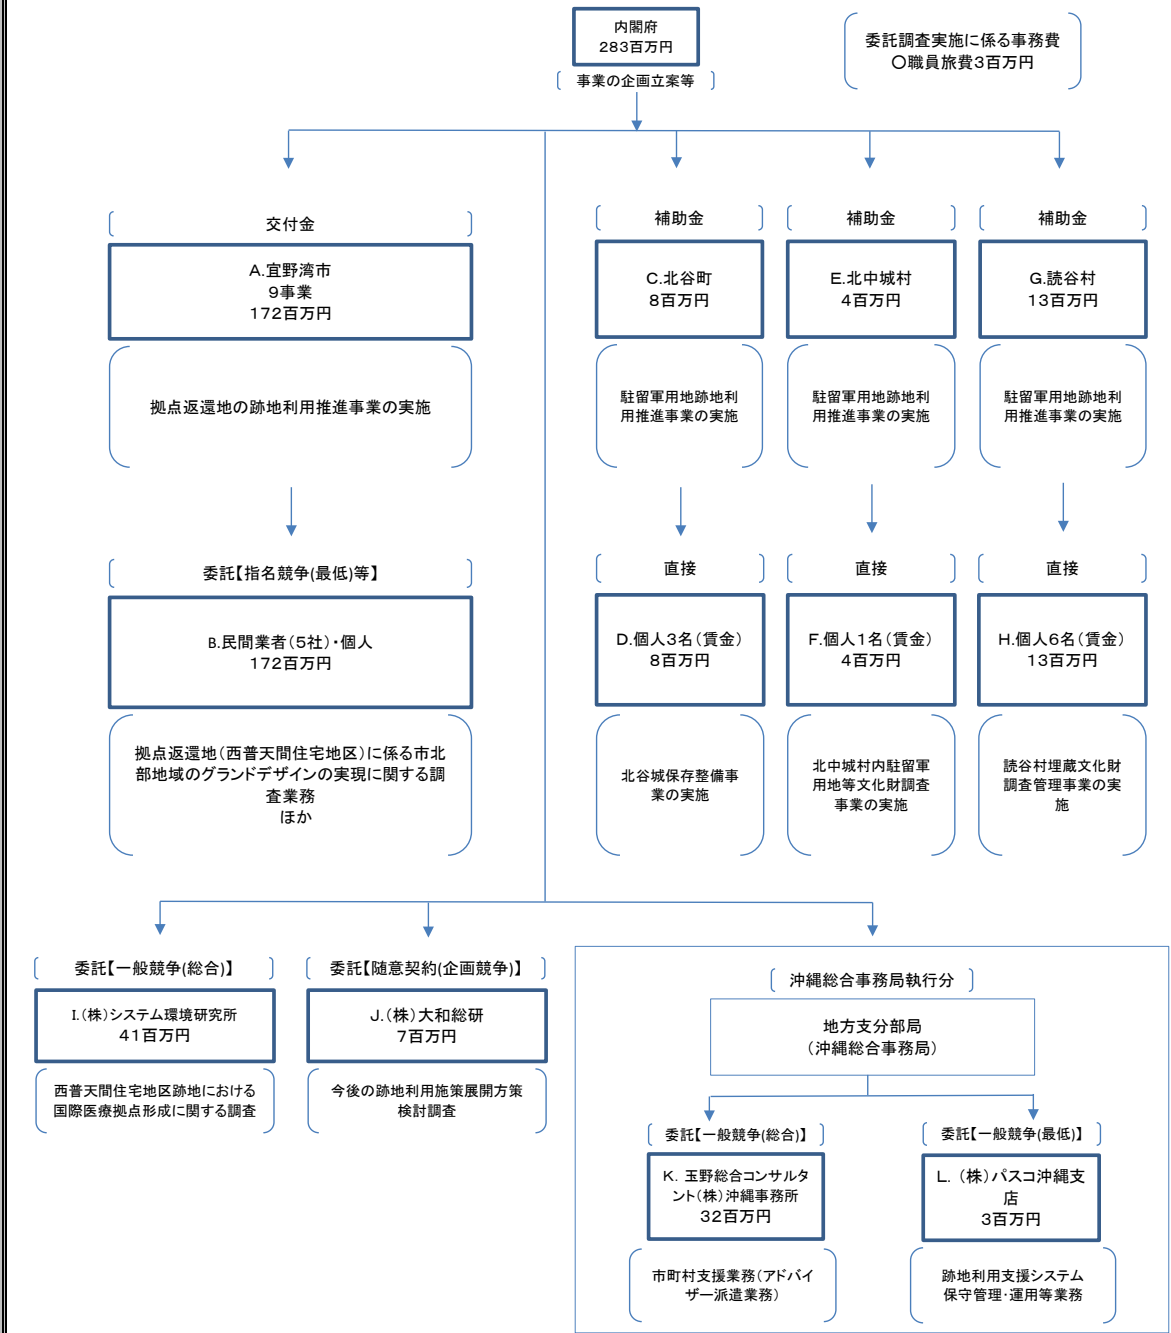 内閣府
283百万円
事業の企画立案等
委託調査実施に係る事務費
〇職員旅費3百万円
交付金
A.宜野湾市
9事業
172百万円
拠点返還地の跡地利用推進事業の実施
補助金
C.北谷町
8百万円
駐留軍用地跡地利
用推進事業の実施
補助金
E.北中城村
4百万円
駐留軍用地跡地利
用推進事業の実施
補助金
G.読谷村
13百万円
駐留軍用地跡地利
用推進事業の実施
委託【指名競争(最低)等】
B.民間業者(5社)・個人
172百万円
拠点返還地(西普天間住宅地区)に係る市北
部地域のグランドデザインの実現に関する調
査業務
ほか
直接
D.個人3名(賃金)
8百万円
北谷城保存整備事
業の実施
直接
F.個人1名(賃金)
4百万円
北中城村内駐留軍
用地等文化財調査
事業の実施
直接
H.個人6名(賃金)
13百万円
読谷村埋蔵文化財
調査管理事業の実
施
委託【一般競争(総合)】
I.(株)システム環境研究所
41百万円
西普天間住宅地区跡地における
国際医療拠点形成に関する調査
委託【随意契約(企画競争)】
J.(株)大和総研
7百万円
今後の跡地利用施策展開方策
検討調査
沖縄総合事務局執行分
地方支分部局
(沖縄総合事務局)
委託【一般競争(総合)】
K. 玉野総合コンサルタ
ント(株)沖縄事務所
32百万円
市町村支援業務(アドバイ
ザー派遣業務)
委託【一般競争(最低)】
L. (株)パスコ沖縄支
店
3百万円
跡地利用支援システム
保守管理・運用等業務